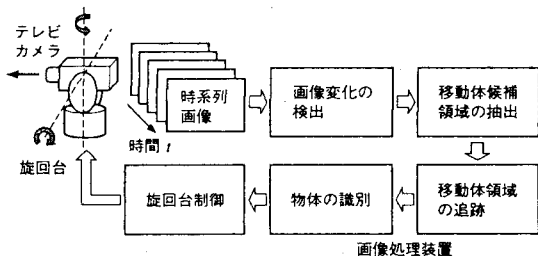 テレビ
カメラ
時系列
画像
時間 t
旋回台
画像変化の
検出
移動体候補
領域の抽出
移動体領域
の追跡
物体の識別
旋回台制御
画像処理装置